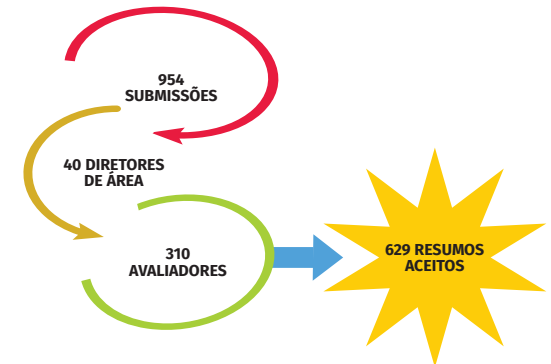 954
SUBMISSÕES
40 DIRETORES
DE ÁREA
310
AVALIADORES
629 RESUMOS
ACEITOS